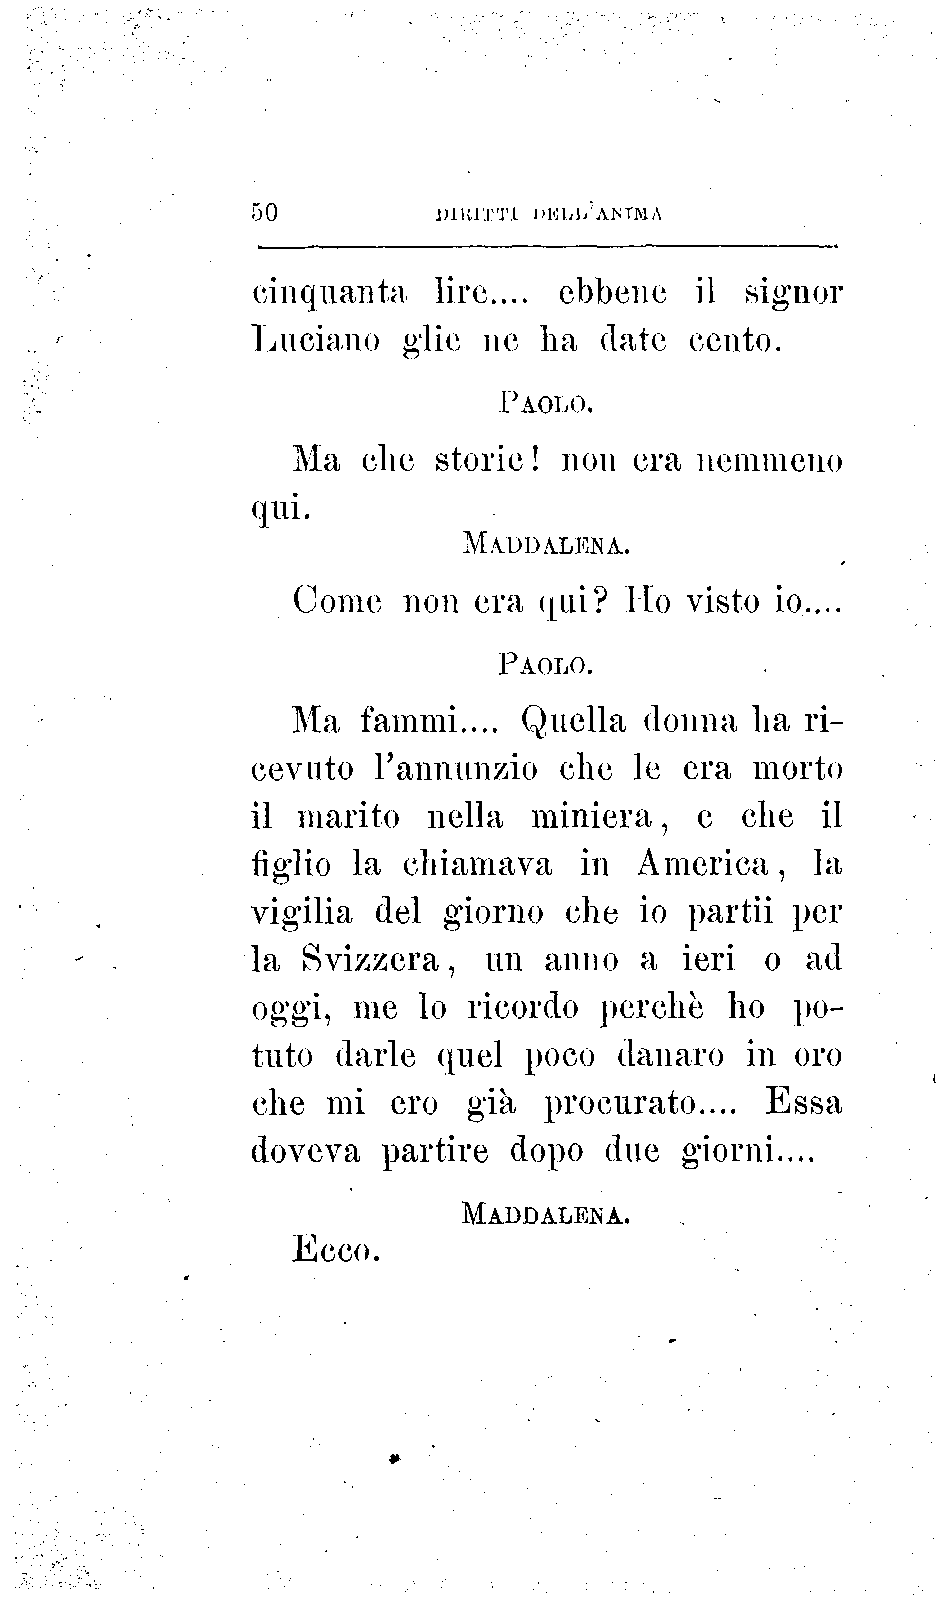 50 DIRITTI DELL'ANIMA
cinquanta lire.... ebbene il signor
Luciano glie ne ha date cento.
PAOLO.
Ma che storie! non era nemmeno
qui.
MADDALENA.
Come non era qui? Ho visto io....
PAOLO.
Ma fammi.... Quella donna ha ri-
cevuto l'annunzio che le era morto
il marito nella miniera, e che il
figlio la chiamava in America, la
vigilia del giorno che io partii per
la Svizzera, un anno a ieri o ad
oggi, me lo ricordo perchè ho po-
tuto darle quel poco danaro in oro
che mi ero già procurato.... Essa
doveva partire dopo due giorni....
MADDALENA.
Ecco.